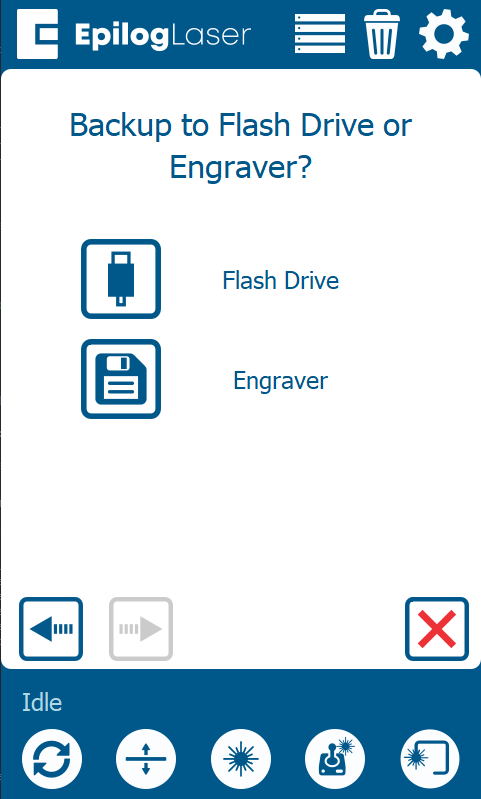 EpilogLaser
Backup to Flash Drive or
Engraver?
Flash Drive
Engraver
Idle